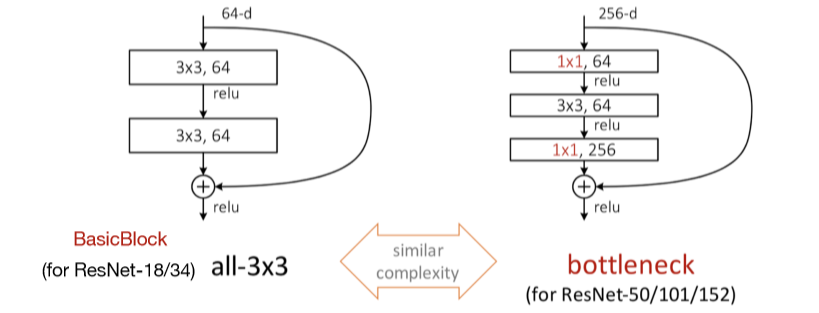 64-d
3x3, 64
relu
3x3, 64
relu
BasicBlock
(for ResNet-18/34) all-3x3
similar
complexity
256-d
1x1, 64
relu
3x3, 64
relu
1x1, 256
relu
bottleneck
(for ResNet-50/101/152)